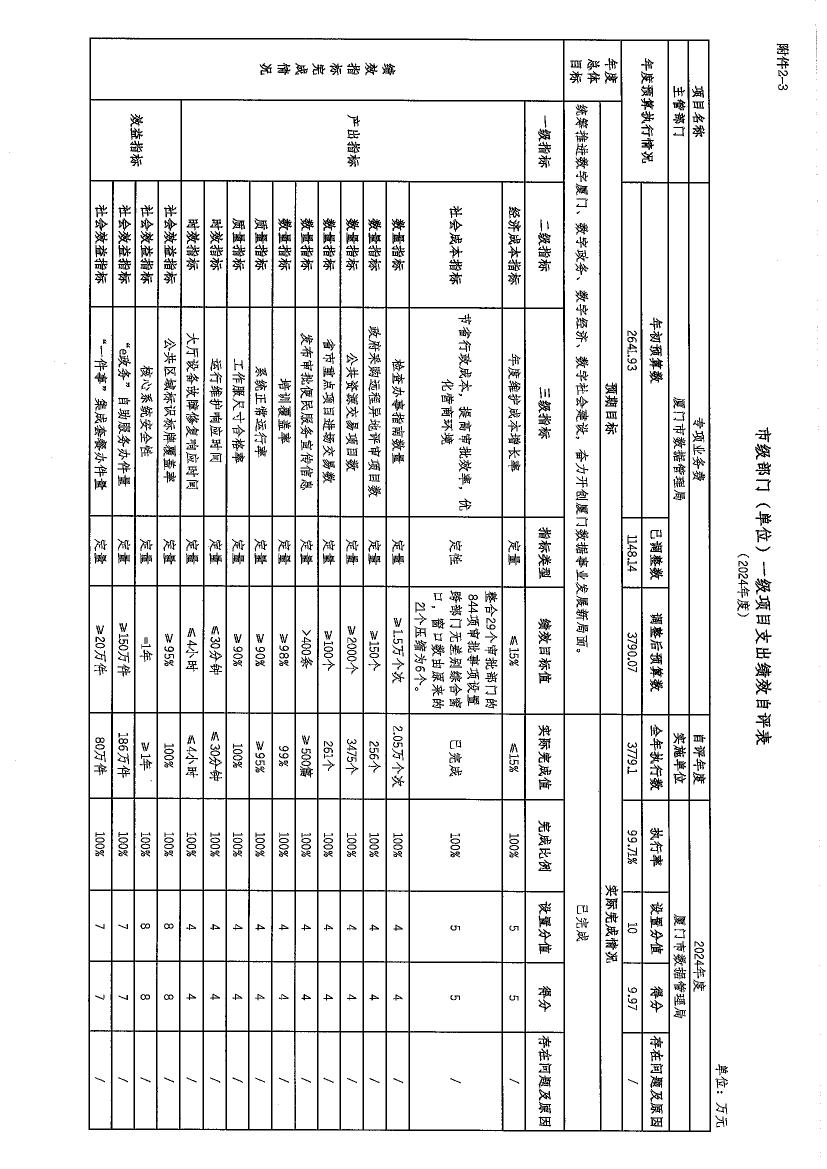 附件2-3
市级部门（单位）一级项目支出绩效自评表
（2024年度）
单位：万元
项目名称 专项业务费 自评年度 2024年度
主管部门 厦门市数据管理局 实施单位 厦门市数据管理局
年度预算执行情况 年初预算数 已调整数 调整后预算数 全年执行数 执行率 设置分值 得分 存在问题及原因
2641.93 1148.14 3790.07 3779.1 99.71% 10 9.97 /
年度总体目标 预期目标 实际完成情况
统筹推进数字厦门、数字政务、数字经济、数字社会建设，奋力开创厦门数据事业发展新局面。 已完成
绩效指标完成情况 一级指标 二级指标 三级指标 指标类型 绩效目标值 实际完成值 完成比例 设置分值 得分 存在问题及原因
产出指标 经济成本指标 年度维护成本增长率 定量 ≤15% ≤15% 100% 5 5 /
社会成本指标 节省行政成本，提高审批效率，优化营商环境 定性 整合29个审批部门的844项审批事项设置跨部门无差别综合窗口，窗口数由原来的21个压缩为6个。 已完成 100% 5 5 /
数量指标 检查办事指南数量 定量 ≥1.5万个次 2.05万个次 100% 4 4 /
数量指标 政府采购远程异地评审项目数 定量 ≥150个 256个 100% 4 4 /
数量指标 公共资源交易项目数 定量 ≥2000个 3475个 100% 4 4 /
数量指标 省市重点项目进场交易数 定量 ≥100个 261个 100% 4 4 /
数量指标 发布审批便民服务宣传信息 定量 >400条 ≥500篇 100% 4 4 /
数量指标 培训覆盖率 定量 ≥98% 99% 100% 4 4 /
质量指标 系统正常运行率 定量 ≥90% ≥95% 100% 4 4 /
质量指标 工作服尺寸合格率 定量 ≥90% 100% 100% 4 4 /
时效指标 运行维护响应时间 定量 ≤30分钟 ≤30分钟 100% 4 4 /
时效指标 大厅设备故障修复响应时间 定量 ≤4小时 ≤4小时 100% 4 4 /
效益指标 社会效益指标 公共区域标识标牌覆盖率 定量 ≥95% 100% 100% 8 8 /
社会效益指标 核心系统安全性 定量 =1年 ≥1年 100% 8 8 /
社会效益指标 “e政务”自助服务办件量 定量 ≥150万件 186万件 100% 7 7 /
社会效益指标 “一件事”集成套餐办件量 定量 ≥20万件 80万件 100% 7 7 /